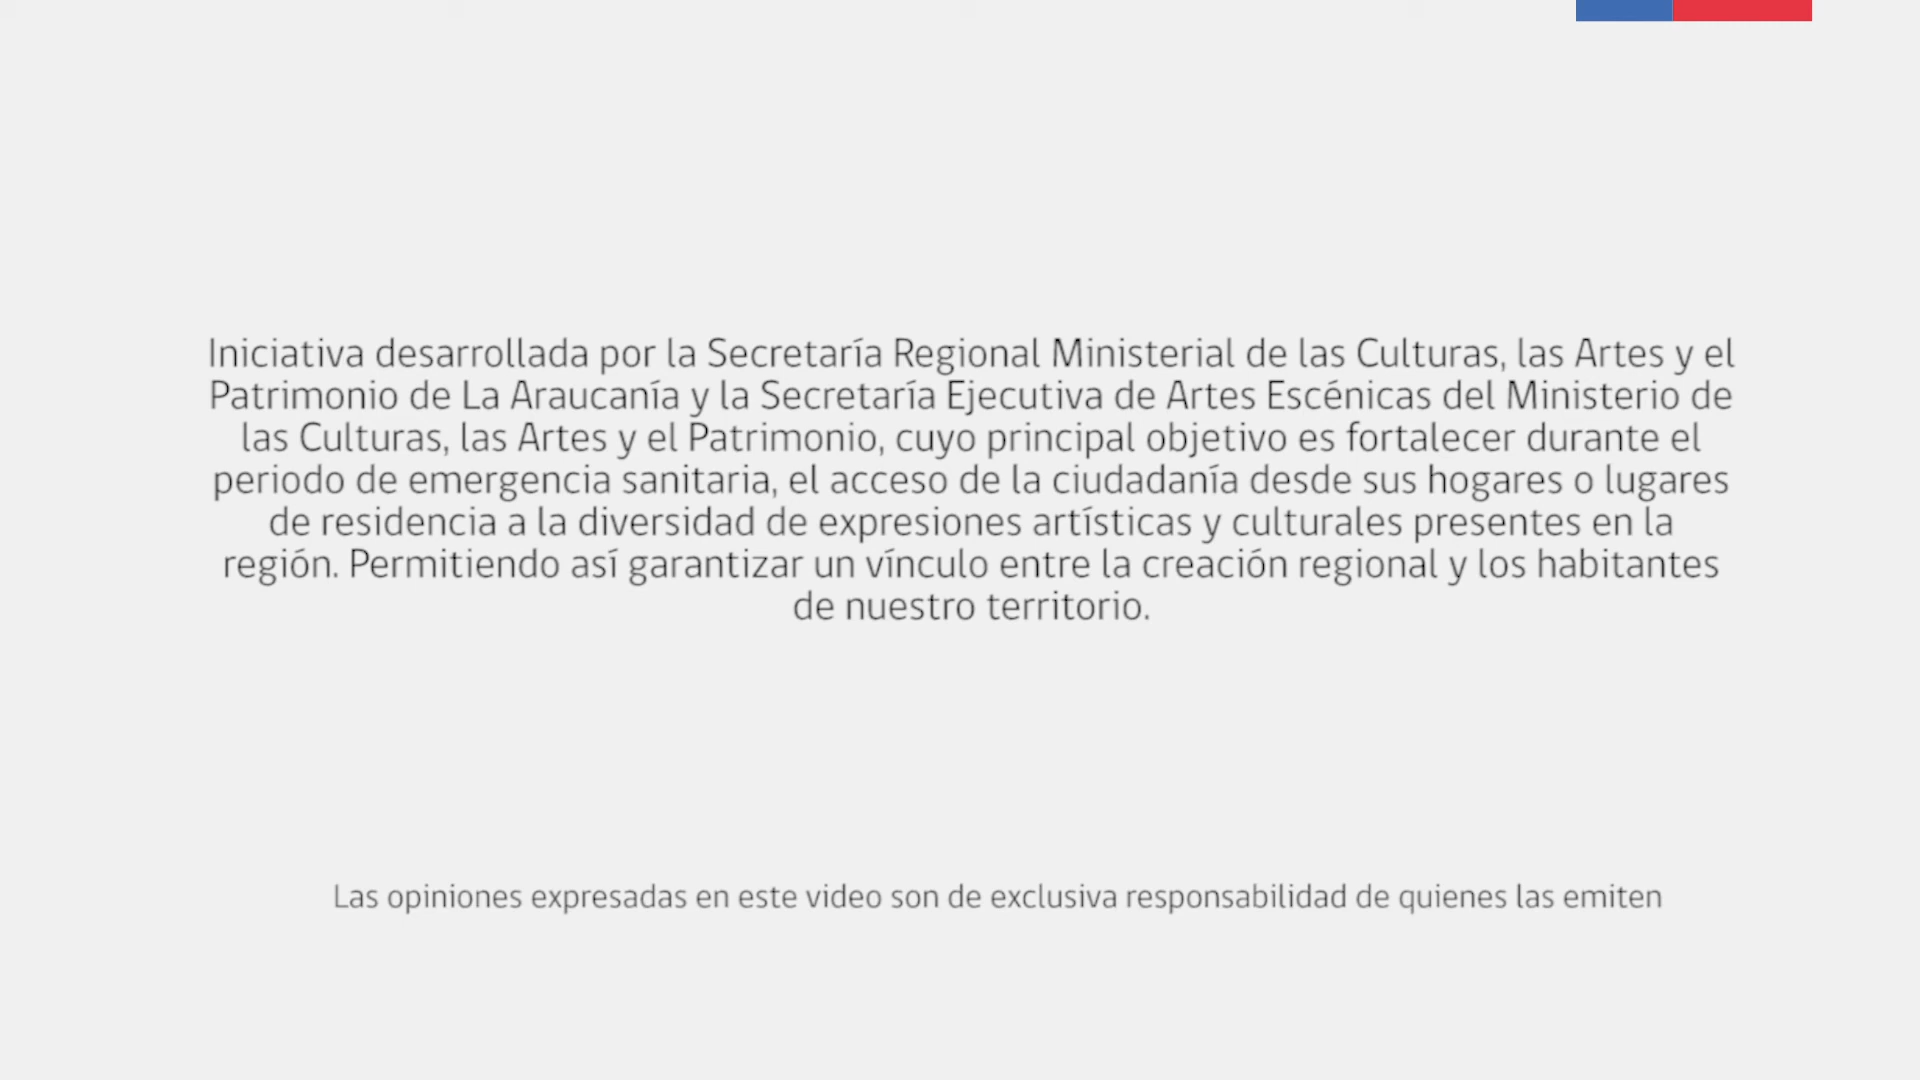 Iniciativa desarrollada por la Secretaría Regional Ministerial de las Culturas, las Artes y el
Patrimonio de La Araucanía y la Secretaría Ejecutiva de Artes Escénicas del Ministerio de
las Culturas, las Artes y el Patrimonio, cuyo principal objetivo es fortalecer durante el
periodo de emergencia sanitaria, el acceso de la ciudadanía desde sus hogares o lugares
de residencia a la diversidad de expresiones artísticas y culturales presentes en la
región. Permitiendo así garantizar un vínculo entre la creación regional y los habitantes
de nuestro territorio.
Las opiniones expresadas en este video son de exclusiva responsabilidad de quienes las emiten